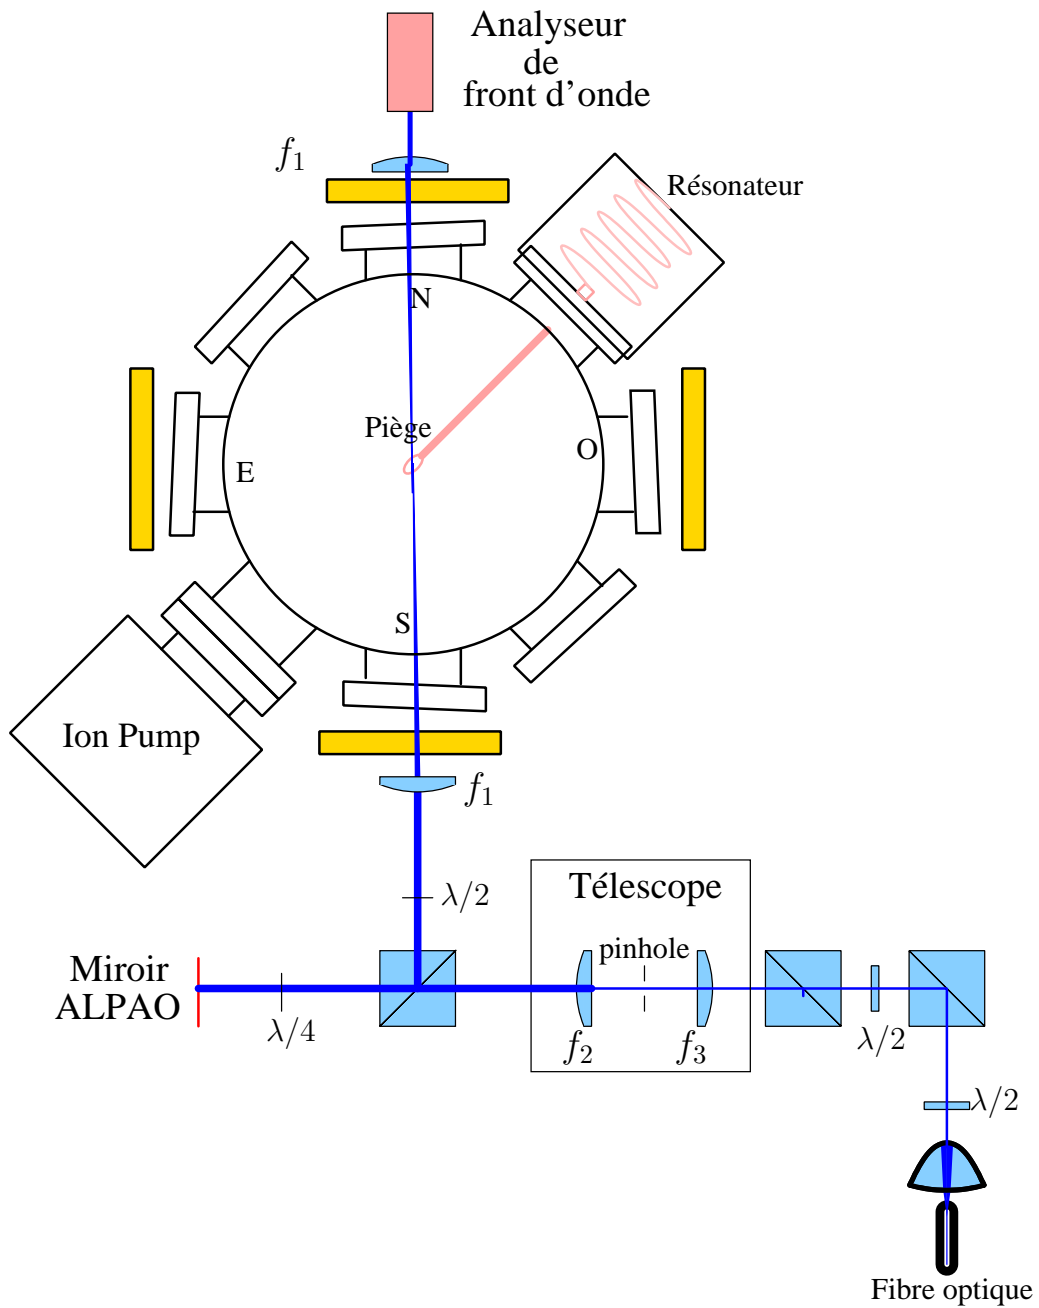 Analyseur
de
front d’onde
f₁
Résonateur
N
Piège
O
E
S
Ion Pump
f₁
λ/2
Télescope
pinhole
Miroir
ALPAO
λ/4
f₂
f₃
λ/2
λ/2
Fibre optique